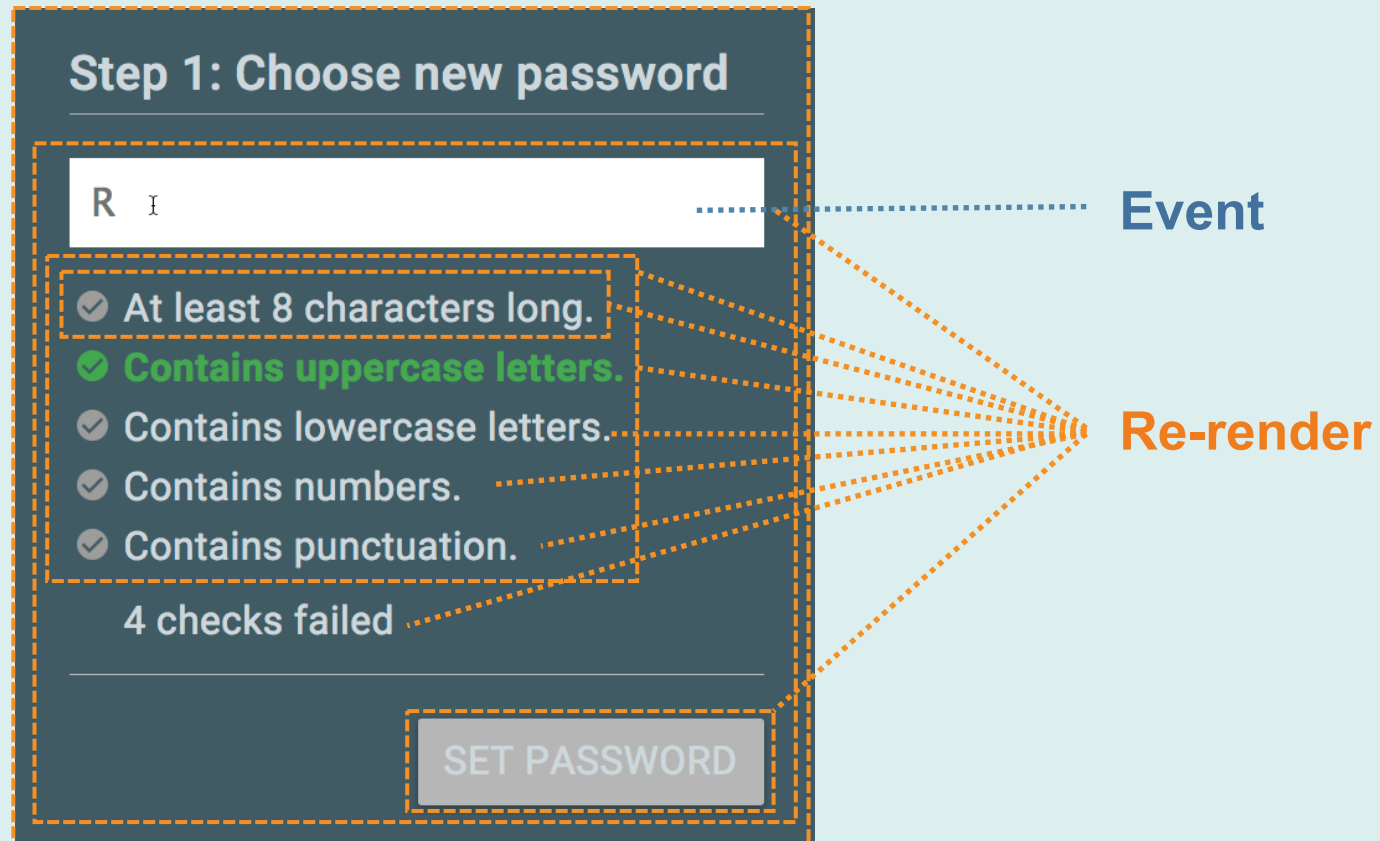 Step 1: Choose new password
R
Event
At least 8 characters long.
Contains uppercase letters.
Contains lowercase letters.
Re-render
Contains numbers.
Contains punctuation.
4 checks failed
SET PASSWORD